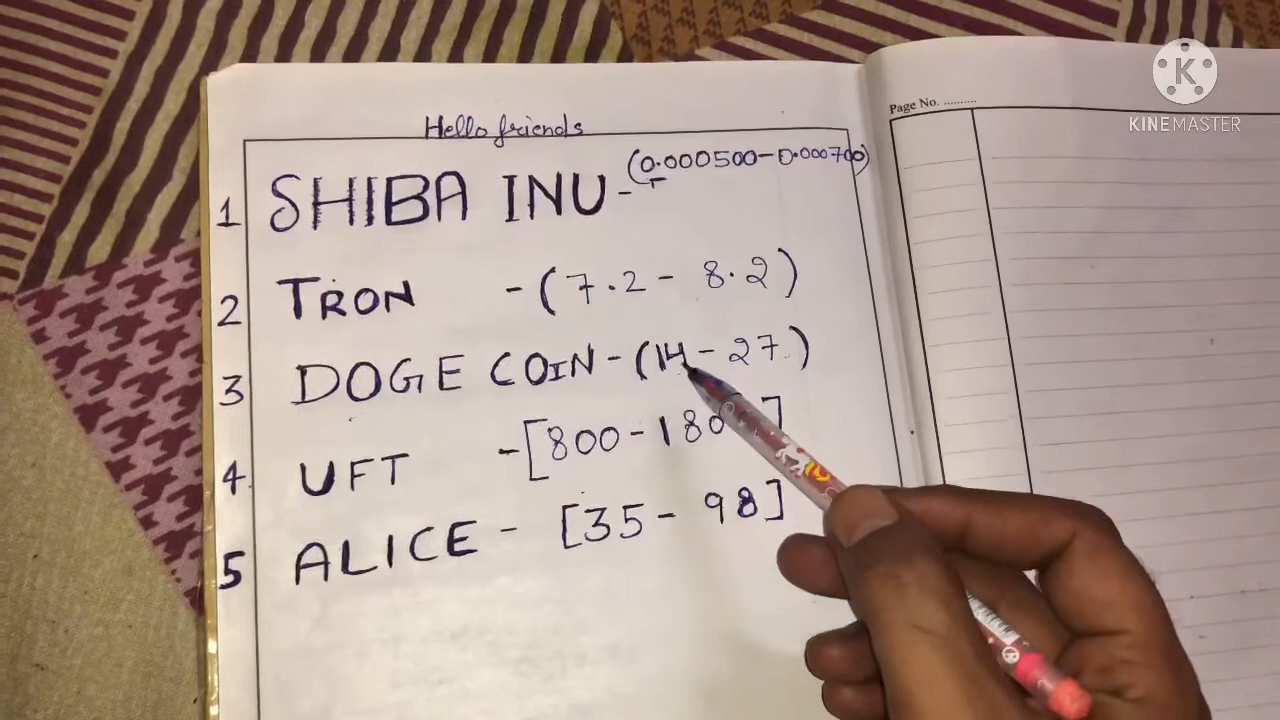 Hello friends
Page No. ..........
K
KINEMASTER
1 SHIBA INU - (0.000500-0.000700)
2 TRON - (7.2 - 8.2)
3 DOGE COIN - (14 - 27)
4. UFT - [800 - 180 ]
5 ALICE - [35 - 98]